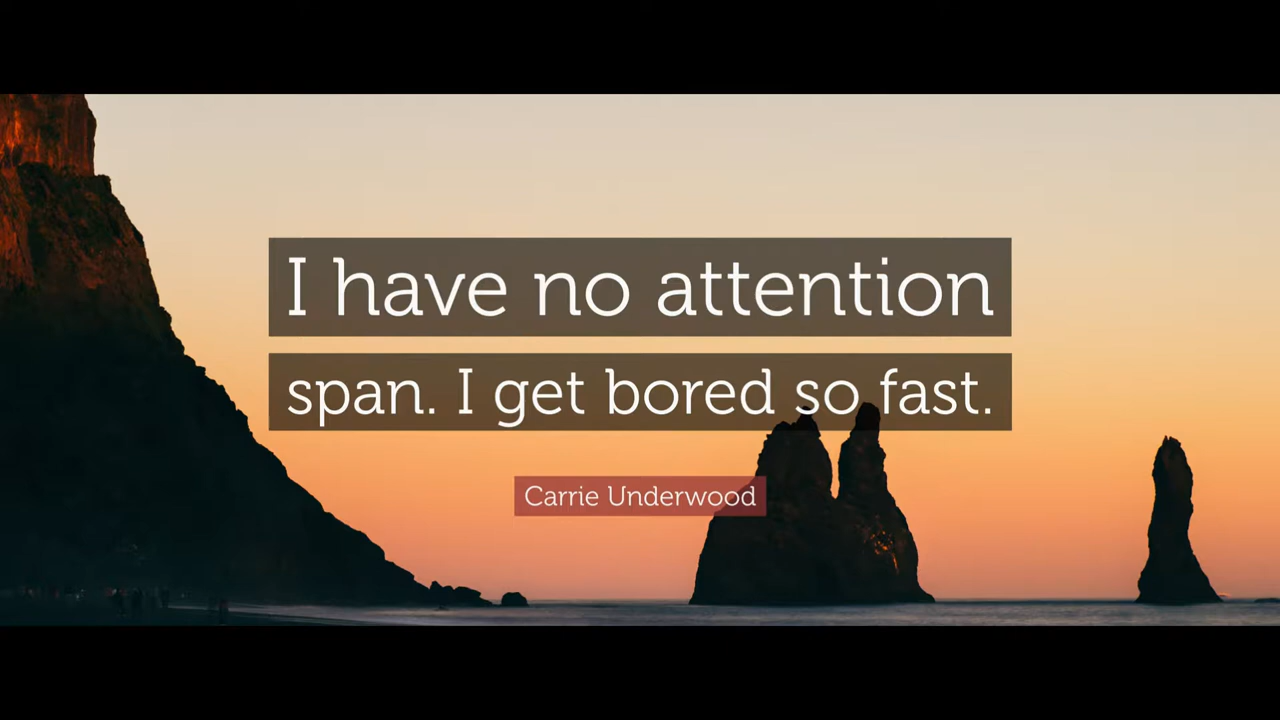 I have no attention
span. I get bored so fast.
Carrie Underwood